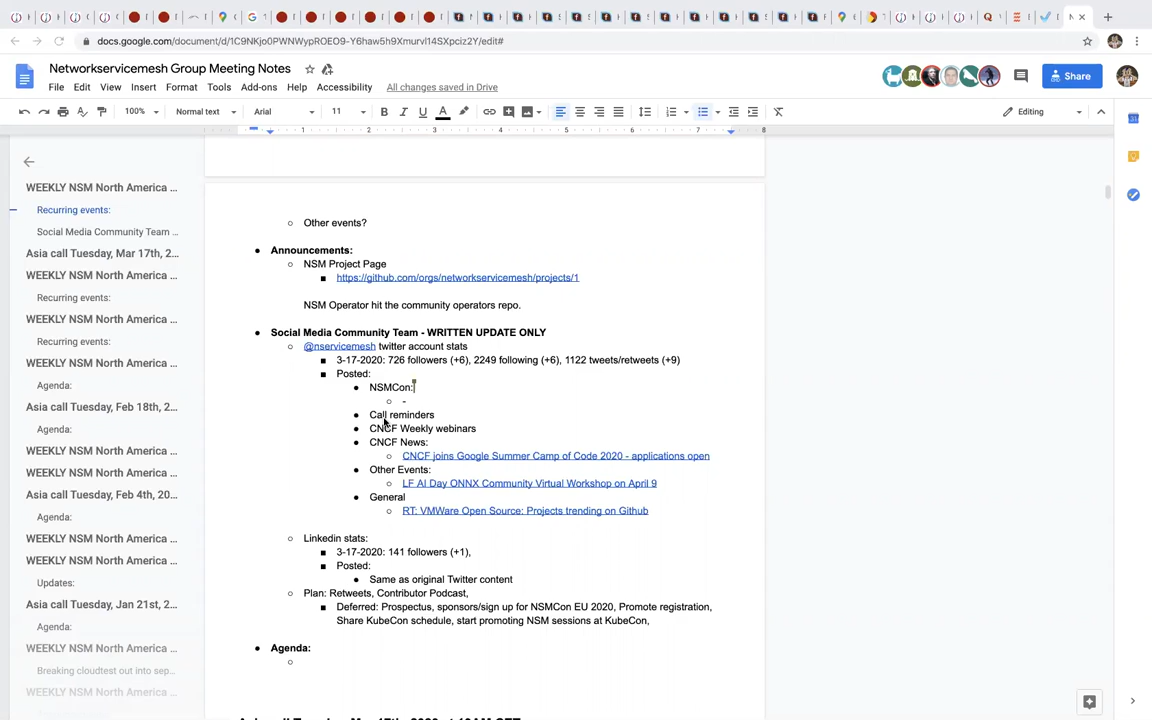 docs.google.com/document/d/1C9NKjo0PWNWypROEO9-Y6haw5h9Xmurvl14SXpciz2Y/edit#
Networkservicemesh Group Meeting Notes
File Edit View Insert Format Tools Add-ons Help Accessibility All changes saved in Drive
Share
100% Normal text Arial 11 Editing
1 2 3 4 5 6 7 8
WEEKLY NSM North America ...
Recurring events:
Social Media Community Team ...
Asia call Tuesday, Mar 17th, 2...
WEEKLY NSM North America ...
Recurring events:
WEEKLY NSM North America ...
Recurring events:
WEEKLY NSM North America ...
Agenda:
Asia call Tuesday, Feb 18th, 2...
Agenda:
WEEKLY NSM North America ...
WEEKLY NSM North America ...
Asia call Tuesday, Feb 4th, 20...
Agenda:
WEEKLY NSM North America ...
WEEKLY NSM North America ...
Updates:
Asia call Tuesday, Jan 21st, 2...
Agenda:
WEEKLY NSM North America ...
Breaking cloudtest out into sep...
WEEKLY NSM North America ...
Other events?
Announcements:
NSM Project Page
https://github.com/orgs/networkservicemesh/projects/1
NSM Operator hit the community operators repo.
Social Media Community Team - WRITTEN UPDATE ONLY
@nservicemesh twitter account stats
3-17-2020: 726 followers (+6), 2249 following (+6), 1122 tweets/retweets (+9)
Posted:
NSMCon:
-
Call reminders
CNCF Weekly webinars
CNCF News:
CNCF joins Google Summer Camp of Code 2020 - applications open
Other Events:
LF AI Day ONNX Community Virtual Workshop on April 9
General
RT: VMWare Open Source: Projects trending on Github
Linkedin stats:
3-17-2020: 141 followers (+1),
Posted:
Same as original Twitter content
Plan: Retweets, Contributor Podcast,
Deferred: Prospectus, sponsors/sign up for NSMCon EU 2020, Promote registration,
Share KubeCon schedule, start promoting NSM sessions at KubeCon,
Agenda: